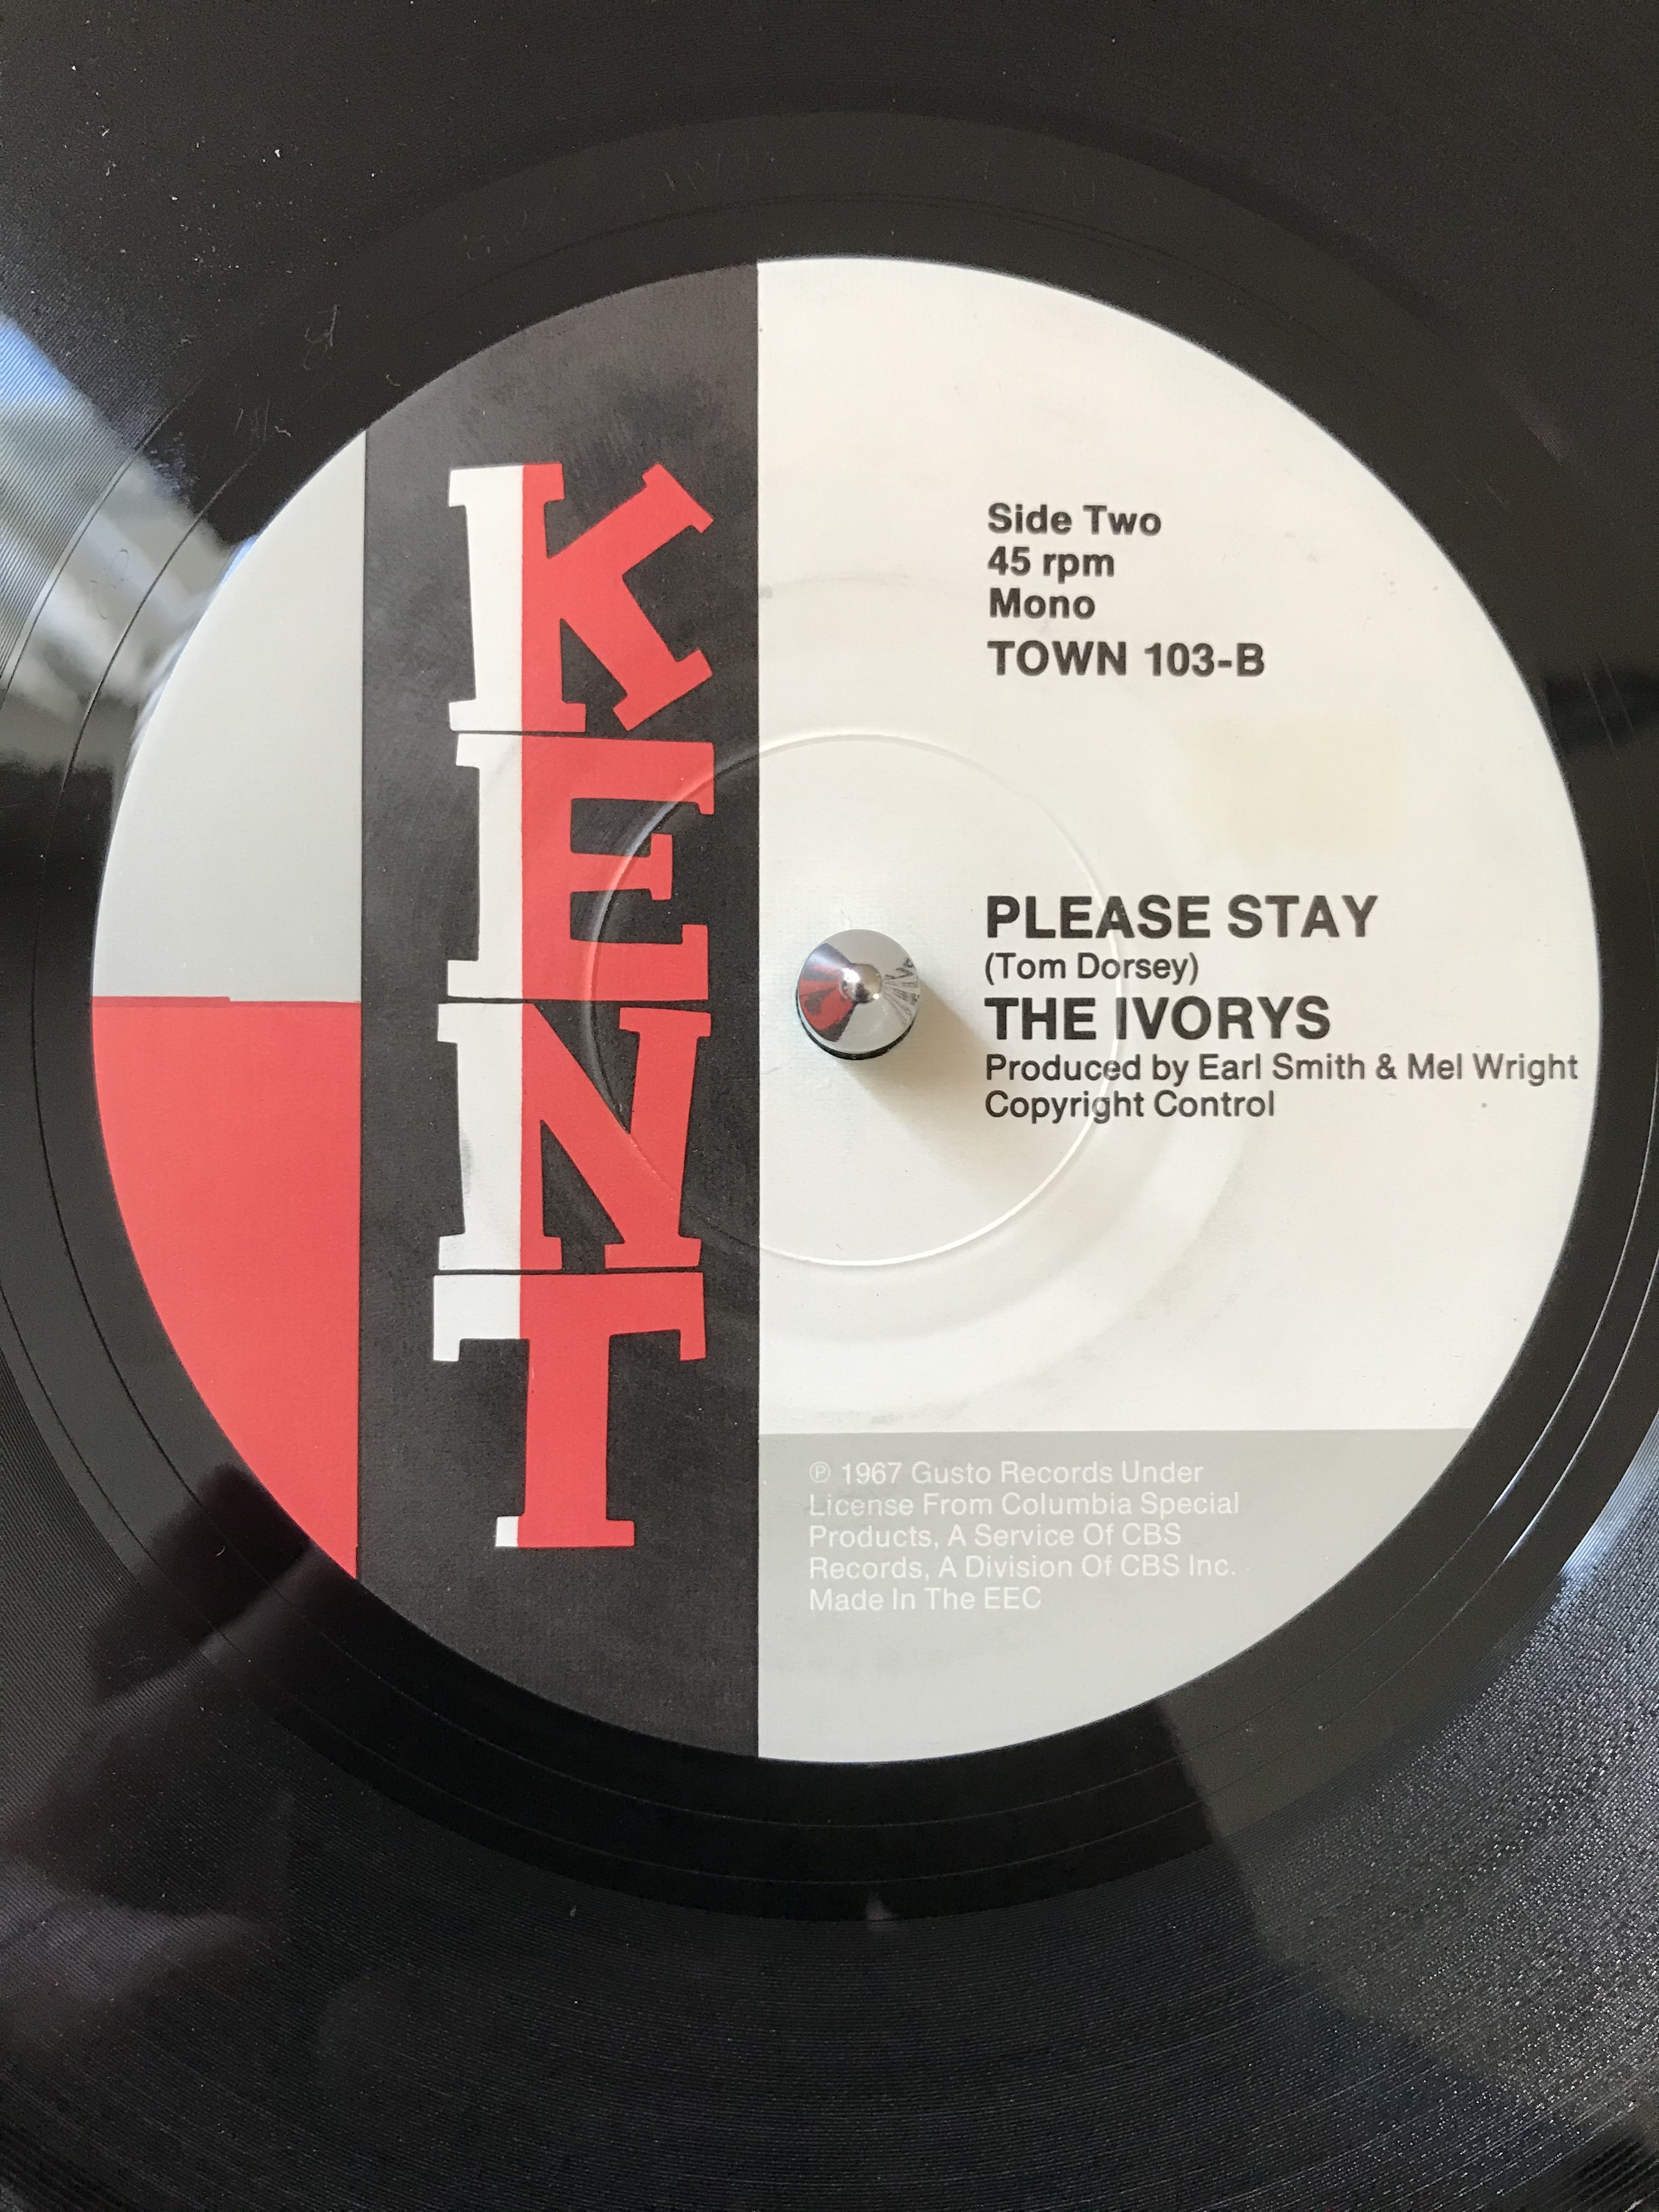 KENT
Side Two
45 rpm
Mono
TOWN 103-B
PLEASE STAY
(Tom Dorsey)
THE IVORYS
Produced by Earl Smith & Mel Wright
Copyright Control
℗ 1967 Gusto Records Under
License From Columbia Special
Products, A Service Of CBS
Records, A Division Of CBS Inc.
Made In The EEC